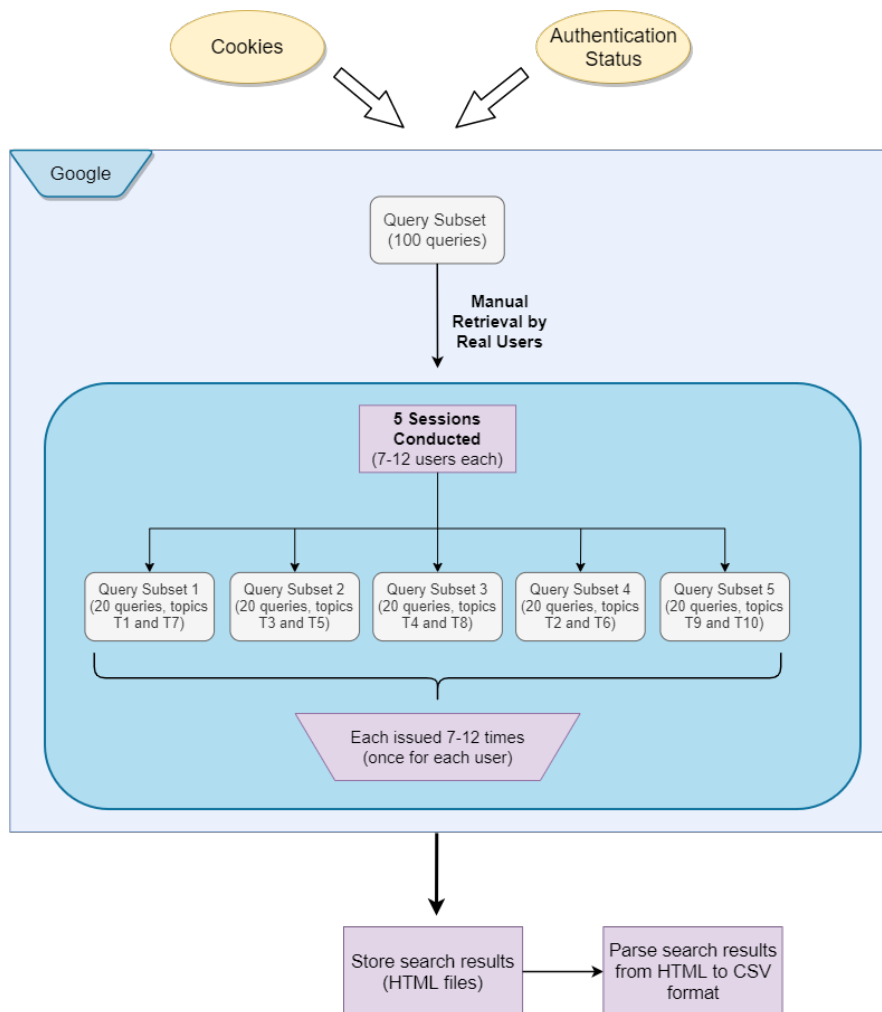 Cookies
Authentication
Status
Google
Query Subset
(100 queries)
Manual
Retrieval by
Real Users
5 Sessions
Conducted
(7-12 users each)
Query Subset 1
(20 queries, topics
T1 and T7)
Query Subset 2
(20 queries, topics
T3 and T5)
Query Subset 3
(20 queries, topics
T4 and T8)
Query Subset 4
(20 queries, topics
T2 and T6)
Query Subset 5
(20 queries, topics
T9 and T10)
Each issued 7-12 times
(once for each user)
Store search results
(HTML files)
Parse search results
from HTML to CSV
format